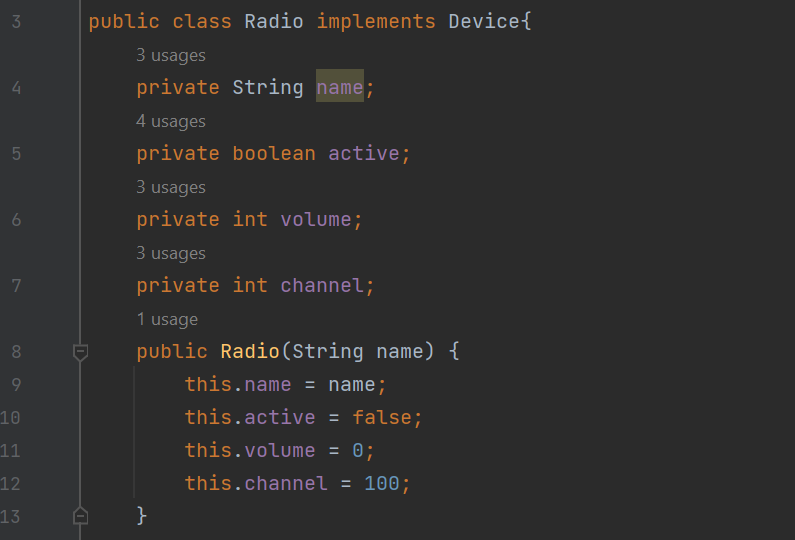 3 public class Radio implements Device{
3 usages
4 private String name;
4 usages
5 private boolean active;
3 usages
6 private int volume;
3 usages
7 private int channel;
1 usage
8 public Radio(String name) {
9 this.name = name;
10 this.active = false;
11 this.volume = 0;
12 this.channel = 100;
13 }